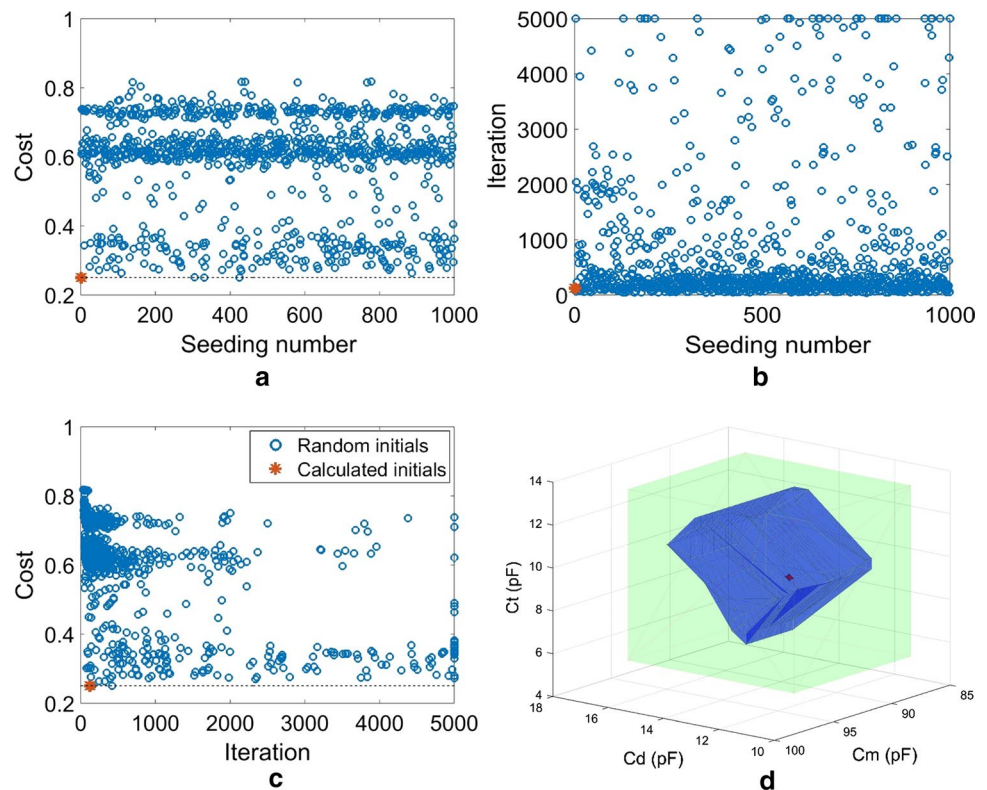 1
0.8
0.6
0.4
0.2
Cost
0 200 400 600 800 1000
Seeding number
a
5000
4000
3000
2000
1000
0
Iteration
0 500 1000
Seeding number
b
1
0.8
0.6
0.4
0.2
Cost
Random initials
Calculated initials
0 1000 2000 3000 4000 5000
Iteration
c
14
12
10
8
6
4
Ct (pF)
18 16 14 12 10
Cd (pF)
100 95 90 85
Cm (pF)
d